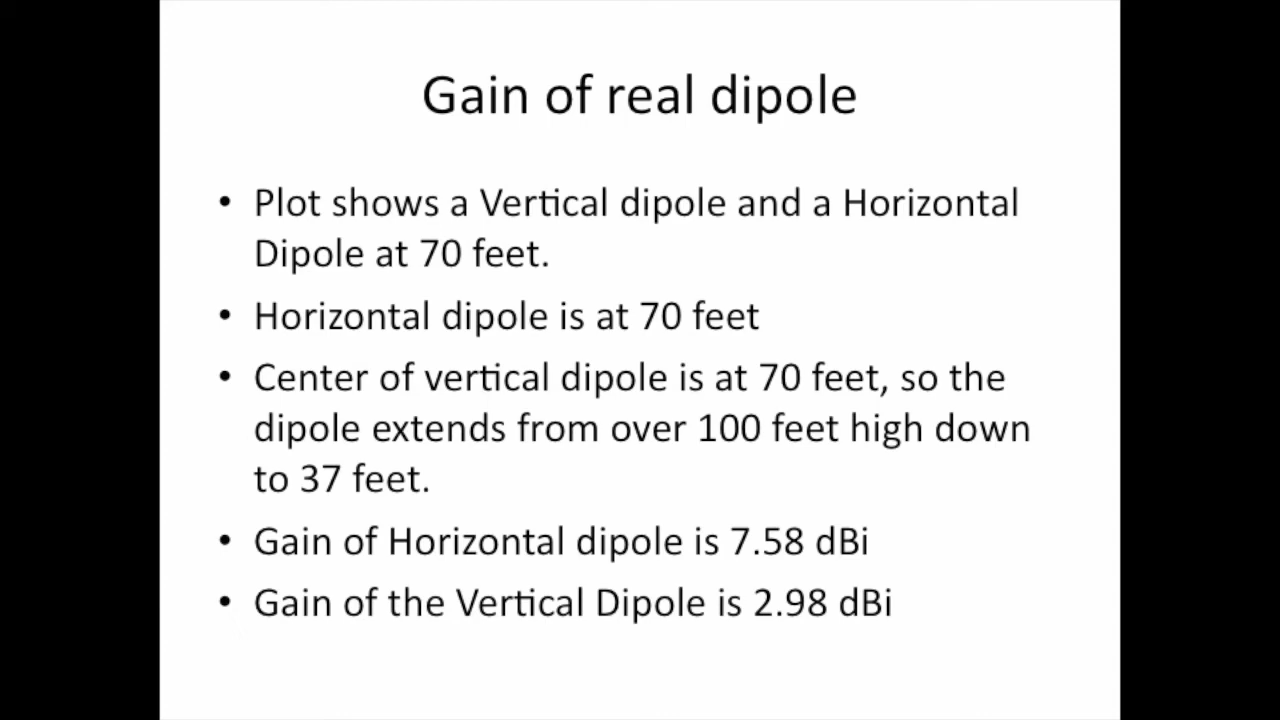 Gain of real dipole
• Plot shows a Vertical dipole and a Horizontal
Dipole at 70 feet.
• Horizontal dipole is at 70 feet
• Center of vertical dipole is at 70 feet, so the
dipole extends from over 100 feet high down
to 37 feet.
• Gain of Horizontal dipole is 7.58 dBi
• Gain of the Vertical Dipole is 2.98 dBi